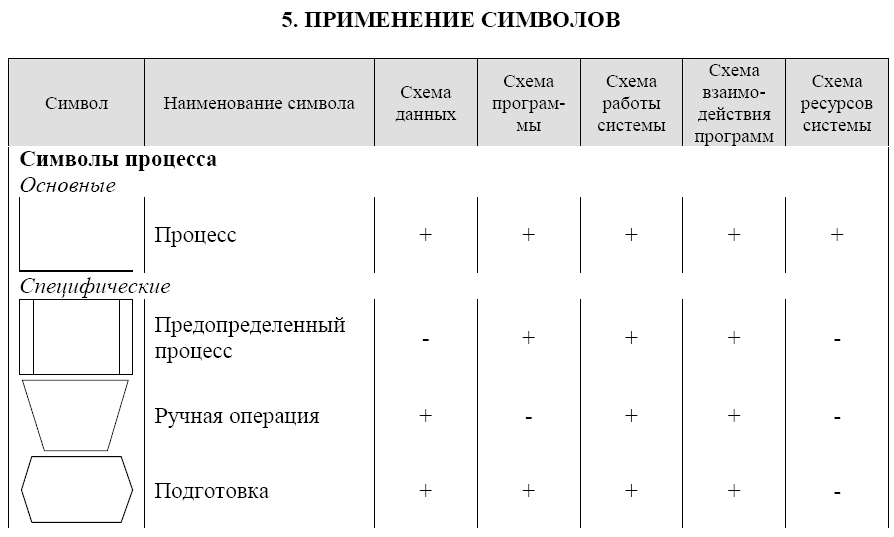 5. ПРИМЕНЕНИЕ СИМВОЛОВ
Символ
Наименование символа
Схема
данных
Схема
програм-
мы
Схема
работы
системы
Схема
взаимо-
действия
программ
Схема
ресурсов
системы
Символы процесса
Основные
Процесс + + + + +
Специфические
Предопределенный
процесс
- + + + -
Ручная операция + - + + -
Подготовка + + + + -